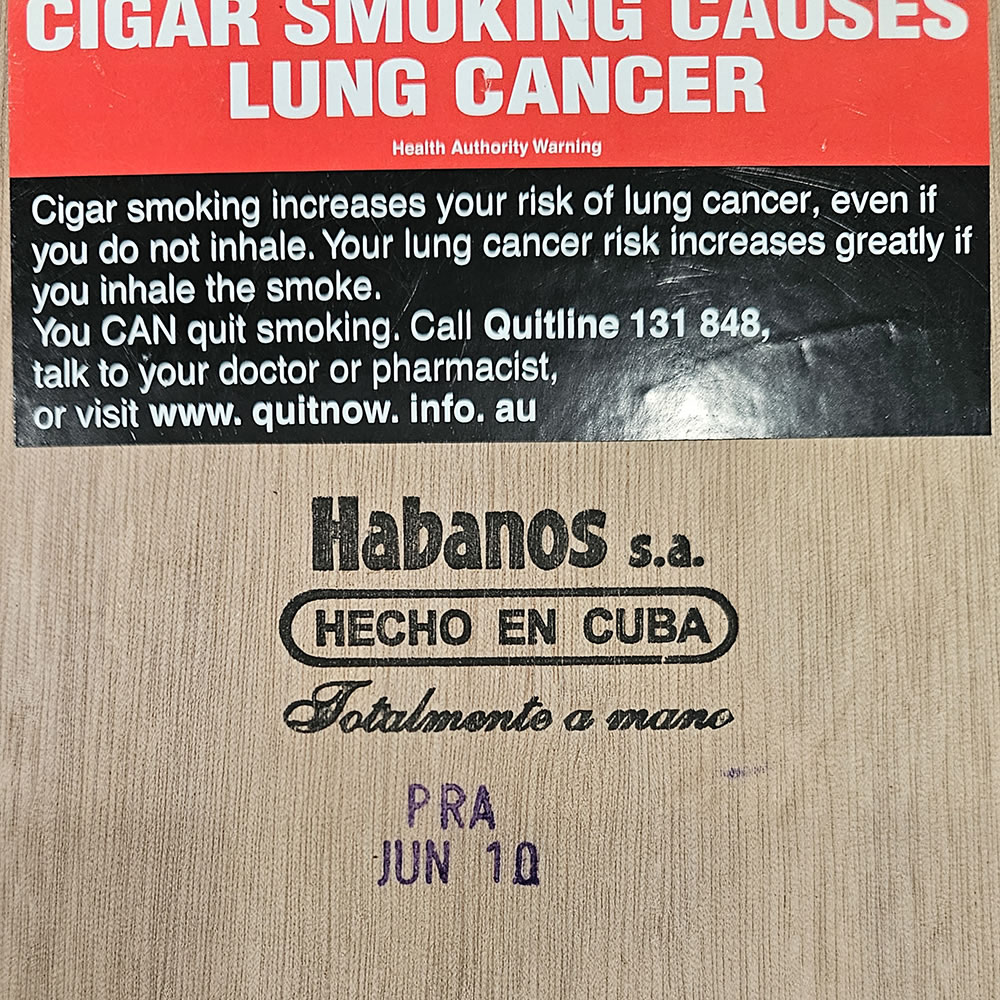 CIGAR SMOKING CAUSES
LUNG CANCER
Health Authority Warning
Cigar smoking increases your risk of lung cancer, even if
you do not inhale. Your lung cancer risk increases greatly if
you inhale the smoke.
You CAN quit smoking. Call Quitline 131 848,
talk to your doctor or pharmacist,
or visit www. quitnow. info. au
Habanos s.a.
HECHO EN CUBA
Totalmente a mano
PRA
JUN 10